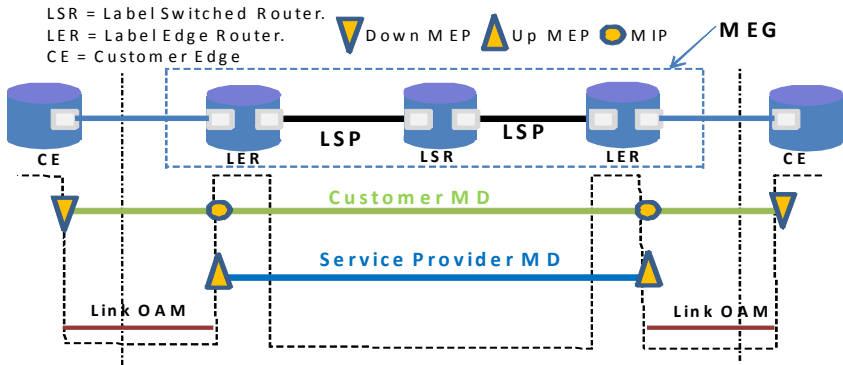 LSR = Label Switched Router.
LER = Label Edge Router.
CE = Customer Edge
Down MEP
Up MEP
MIP
MEG
LSP
LSP
CE
LER
LSR
LER
CE
Customer MD
Service Provider MD
Link OAM
Link OAM